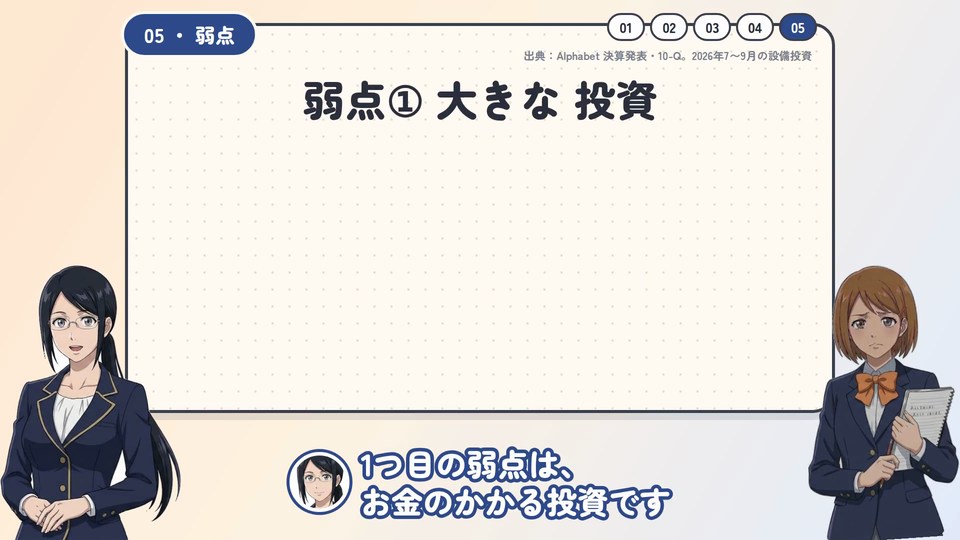 05 ・ 弱点
01 02 03 04 05
出典：Alphabet 決算発表・10-Q。2026年7〜9月の設備投資
弱点① 大きな 投資
1つ目の弱点は、
お金のかかる投資です